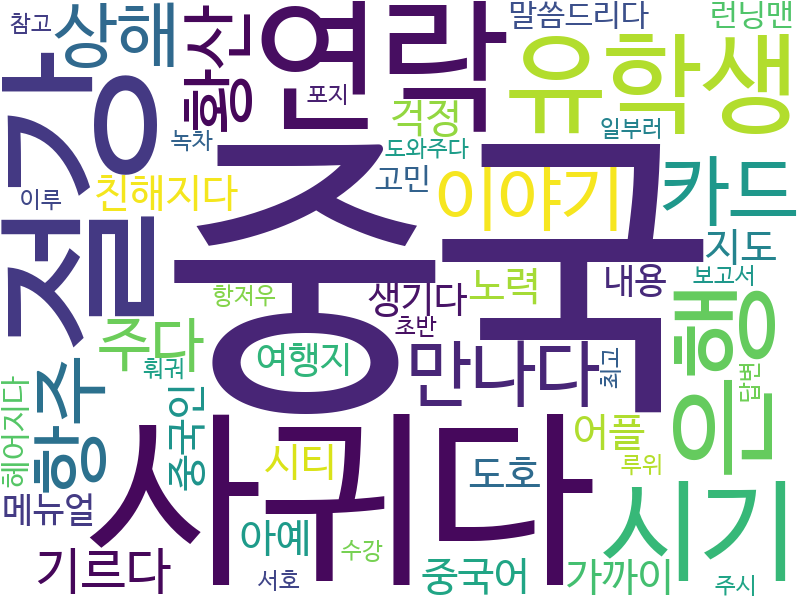 참고
상해
황산
연락
말씀드리다
런닝맨
유학생
절강
포지
걱정
녹차
도와주다
일부러
이루
친해지다
고민
이야기
카드
중국
지도
항저우
생기다
노력
내용
보고서
주다
초반
은행
여행지
만나다
최고
훠궈
답변
헤어지다
항주
중국인
사귀다
시티
어플
루위
도호
시기
메뉴얼
아예
수강
기르다
서호
중국어
가까이
주시